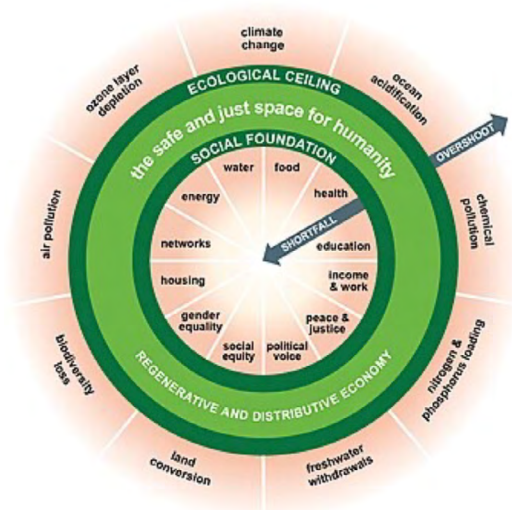 climate
change
ocean
acidification
chemical
pollution
nitrogen &
phosphorus loading
freshwater
withdrawals
land
conversion
biodiversity
loss
air pollution
ozone layer
depletion
ECOLOGICAL CEILING
the safe and just space for humanity
SOCIAL FOUNDATION
OVERSHOOT
SHORTFALL
water
food
health
education
income
& work
peace &
justice
political
voice
social
equity
gender
equality
housing
networks
energy
REGENERATIVE AND DISTRIBUTIVE ECONOMY